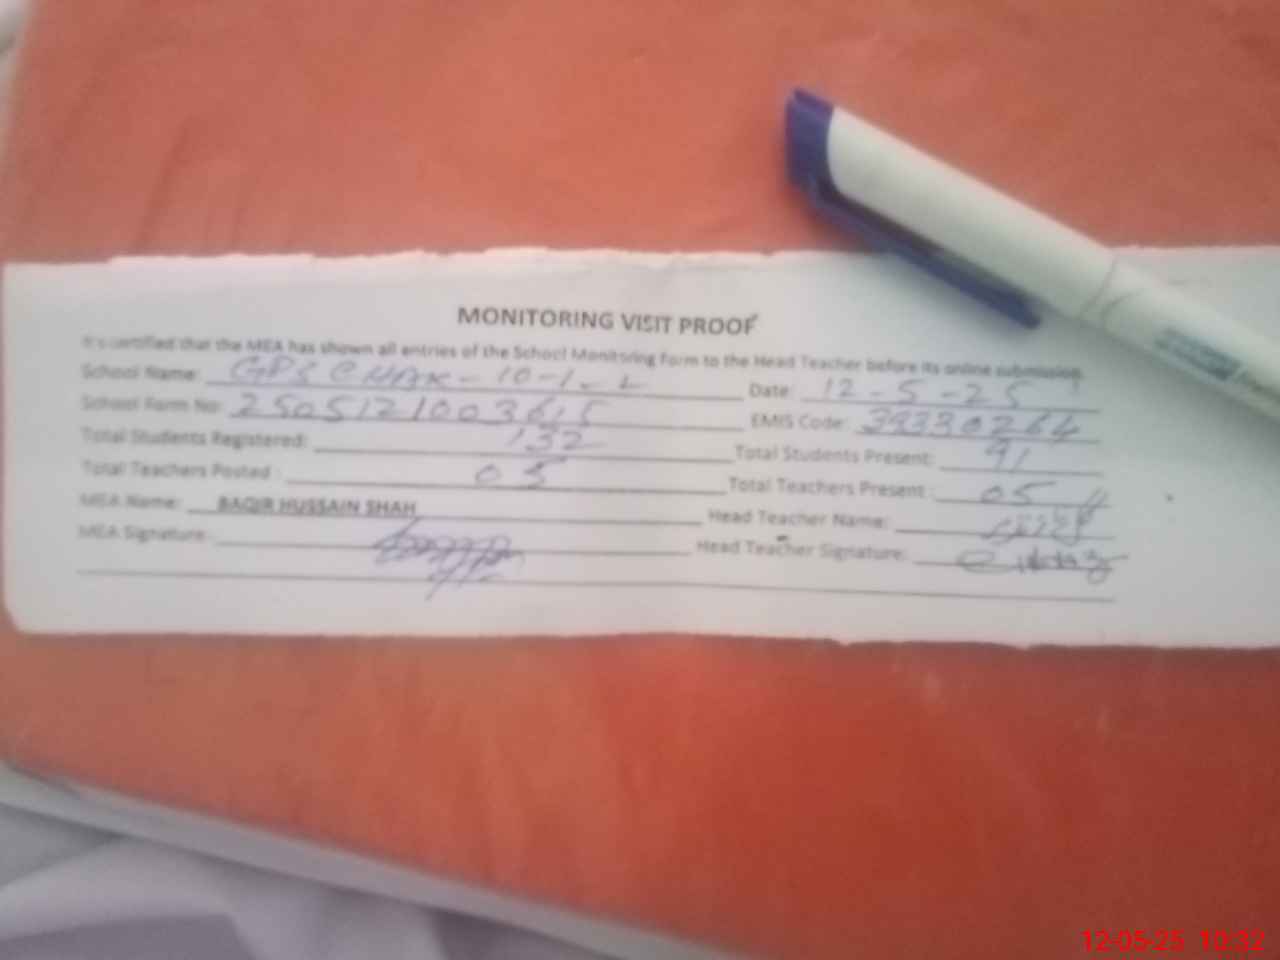 MONITORING VISIT PROOF
It's certified that the MEA has shown all entries of the School Monitoring Form to the Head Teacher before its online submission.
School Name: GPS CHAK - 10-1-L Date: 12-5-25
School Form No: 2505121003615 EMIS Code: 39330264
Total Students Registered: 132 Total Students Present: 91
Total Teachers Posted : 05 Total Teachers Present : 05
MEA Name: BAQIR HUSSAIN SHAH Head Teacher Name:
MEA Signature: Head Teacher Signature:
12-05-25 10:32